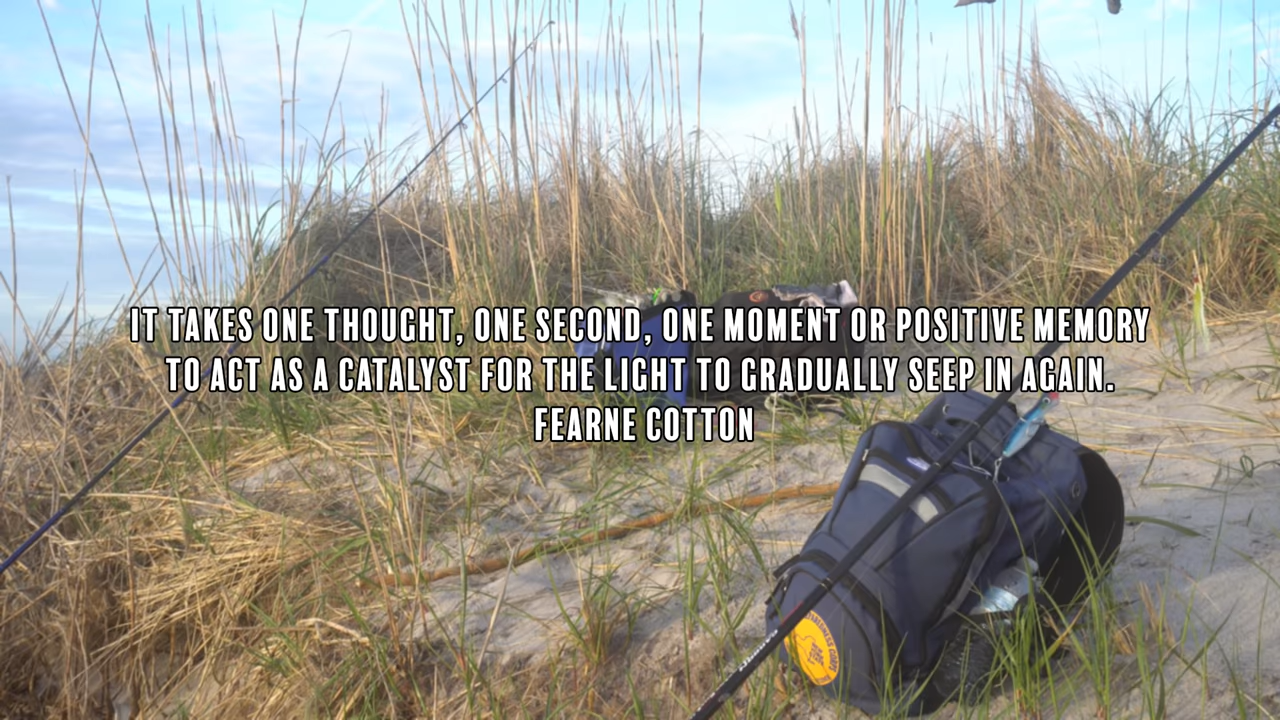 IT TAKES ONE THOUGHT, ONE SECOND, ONE MOMENT OR POSITIVE MEMORY
TO ACT AS A CATALYST FOR THE LIGHT TO GRADUALLY SEEP IN AGAIN.
FEARNE COTTON